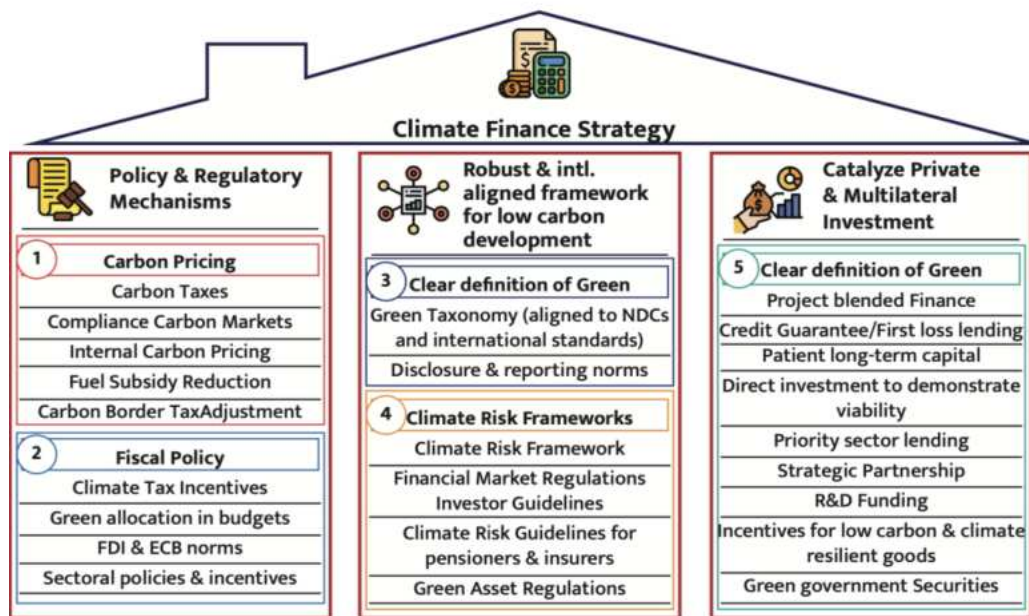 Climate Finance Strategy
Policy & Regulatory
Mechanisms
1
Carbon Pricing
Carbon Taxes
Compliance Carbon Markets
Internal Carbon Pricing
Fuel Subsidy Reduction
Carbon Border TaxAdjustment
2
Fiscal Policy
Climate Tax Incentives
Green allocation in budgets
FDI & ECB norms
Sectoral policies & incentives
Robust & intl.
aligned framework
for low carbon
development
3
Clear definition of Green
Green Taxonomy (aligned to NDCs
and international standards)
Disclosure & reporting norms
4
Climate Risk Frameworks
Climate Risk Framework
Financial Market Regulations
Investor Guidelines
Climate Risk Guidelines for
pensioners & insurers
Green Asset Regulations
Catalyze Private
& Multilateral
Investment
5
Clear definition of Green
Project blended Finance
Credit Guarantee/First loss lending
Patient long-term capital
Direct investment to demonstrate
viability
Priority sector lending
Strategic Partnership
R&D Funding
Incentives for low carbon & climate
resilient goods
Green government Securities